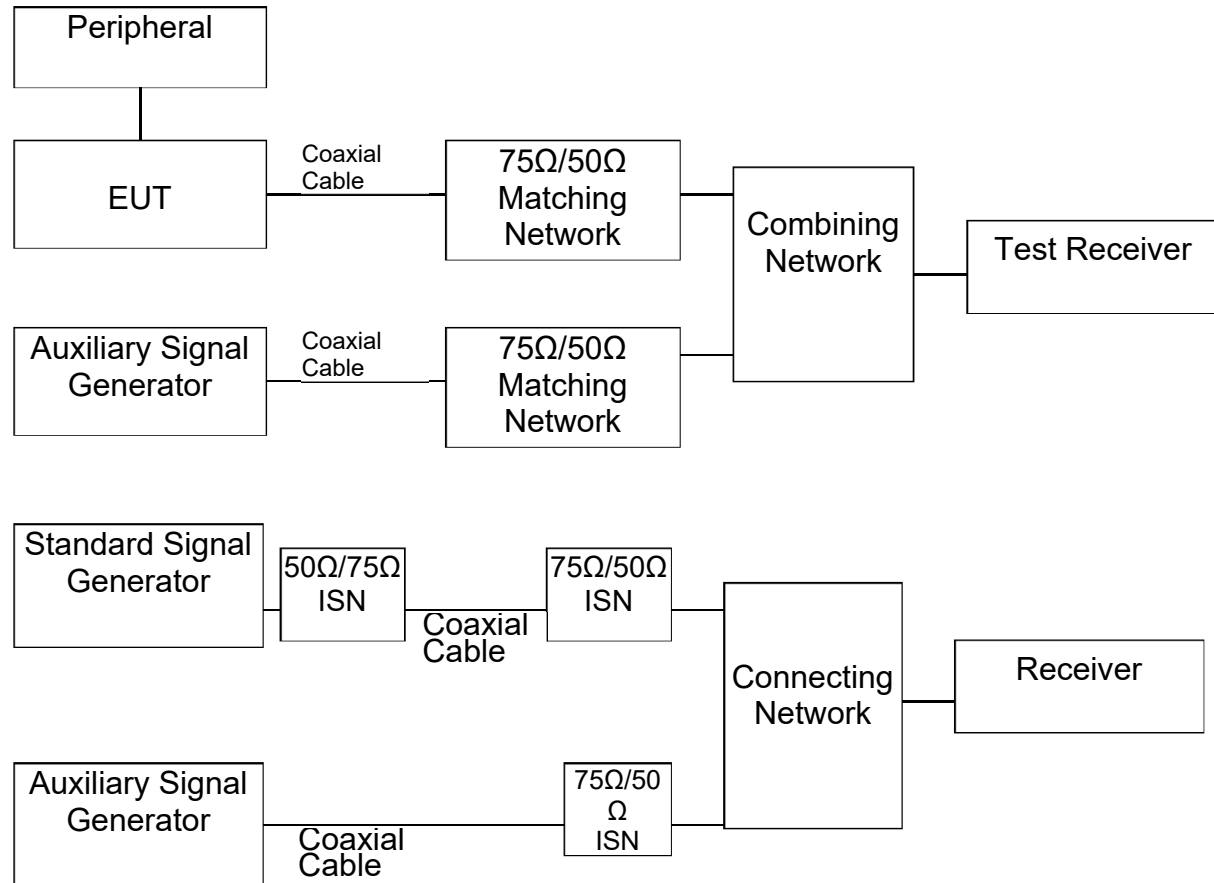 Peripheral
EUT
Coaxial
Cable
75Ω/50Ω
Matching
Network
Combining
Network
Test Receiver
Auxiliary Signal
Generator
Coaxial
Cable
75Ω/50Ω
Matching
Network
Standard Signal
Generator
50Ω/75Ω
ISN
Coaxial
Cable
75Ω/50Ω
ISN
Connecting
Network
Receiver
Auxiliary Signal
Generator
Coaxial
Cable
75Ω/50
Ω
ISN